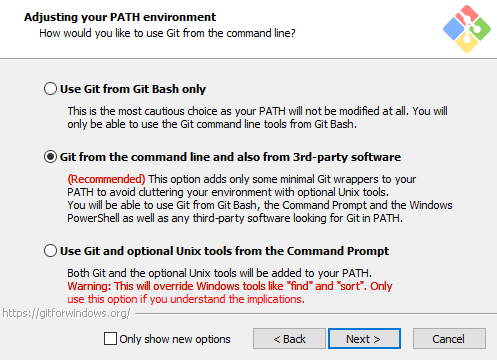 Adjusting your PATH environment
How would you like to use Git from the command line?
Use Git from Git Bash only
This is the most cautious choice as your PATH will not be modified at all. You will
only be able to use the Git command line tools from Git Bash.
Git from the command line and also from 3rd-party software
(Recommended) This option adds only some minimal Git wrappers to your
PATH to avoid cluttering your environment with optional Unix tools.
You will be able to use Git from Git Bash, the Command Prompt and the Windows
PowerShell as well as any third-party software looking for Git in PATH.
Use Git and optional Unix tools from the Command Prompt
Both Git and the optional Unix tools will be added to your PATH.
Warning: This will override Windows tools like "find" and "sort". Only
use this option if you understand the implications.
https://gitforwindows.org/
Only show new options
< Back
Next >
Cancel